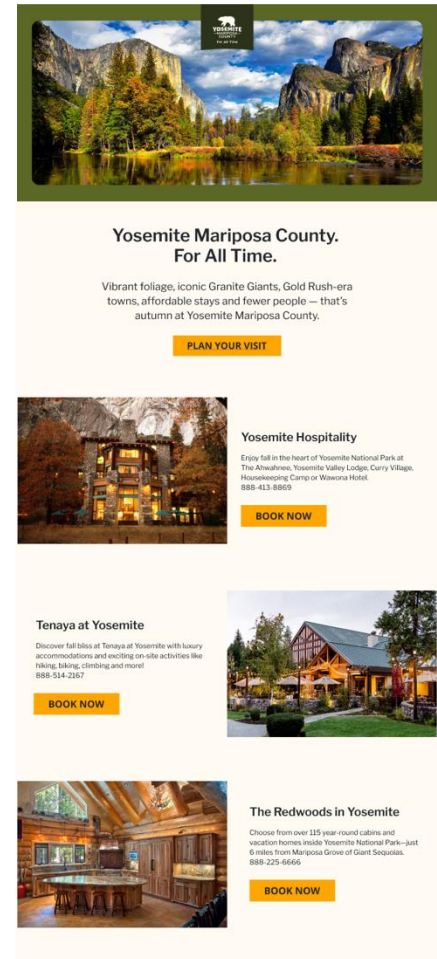 YOSEMITE
MARIPOSA
COUNTY
For All Time
Yosemite Mariposa County.
For All Time.
Vibrant foliage, iconic Granite Giants, Gold Rush-era
towns, affordable stays and fewer people — that's
autumn at Yosemite Mariposa County.
PLAN YOUR VISIT
Yosemite Hospitality
Enjoy fall in the heart of Yosemite National Park at
The Ahwahnee, Yosemite Valley Lodge, Curry Village,
Housekeeping Camp or Wawona Hotel.
888-413-8869
BOOK NOW
Tenaya at Yosemite
Discover fall bliss at Tenaya at Yosemite with luxury
accommodations and exciting on-site activities like
hiking, biking, climbing and more!
888-514-2167
BOOK NOW
The Redwoods in Yosemite
Choose from over 115 year-round cabins and
vacation homes inside Yosemite National Park—just
6 miles from Mariposa Grove of Giant Sequoias.
888-225-6666
BOOK NOW